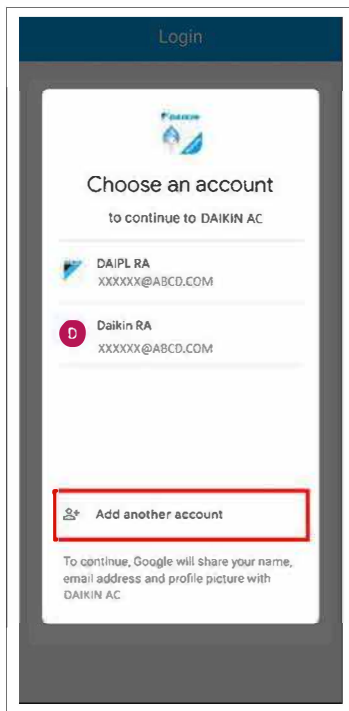 Login
DAIKIN
Choose an account
to continue to DAIKIN AC
DAIPL RA
XXXXXX@ABCD.COM
D
Daikin RA
XXXXXX@ABCD.COM
Add another account
To continue, Google will share your name,
email address and profile picture with
DAIKIN AC